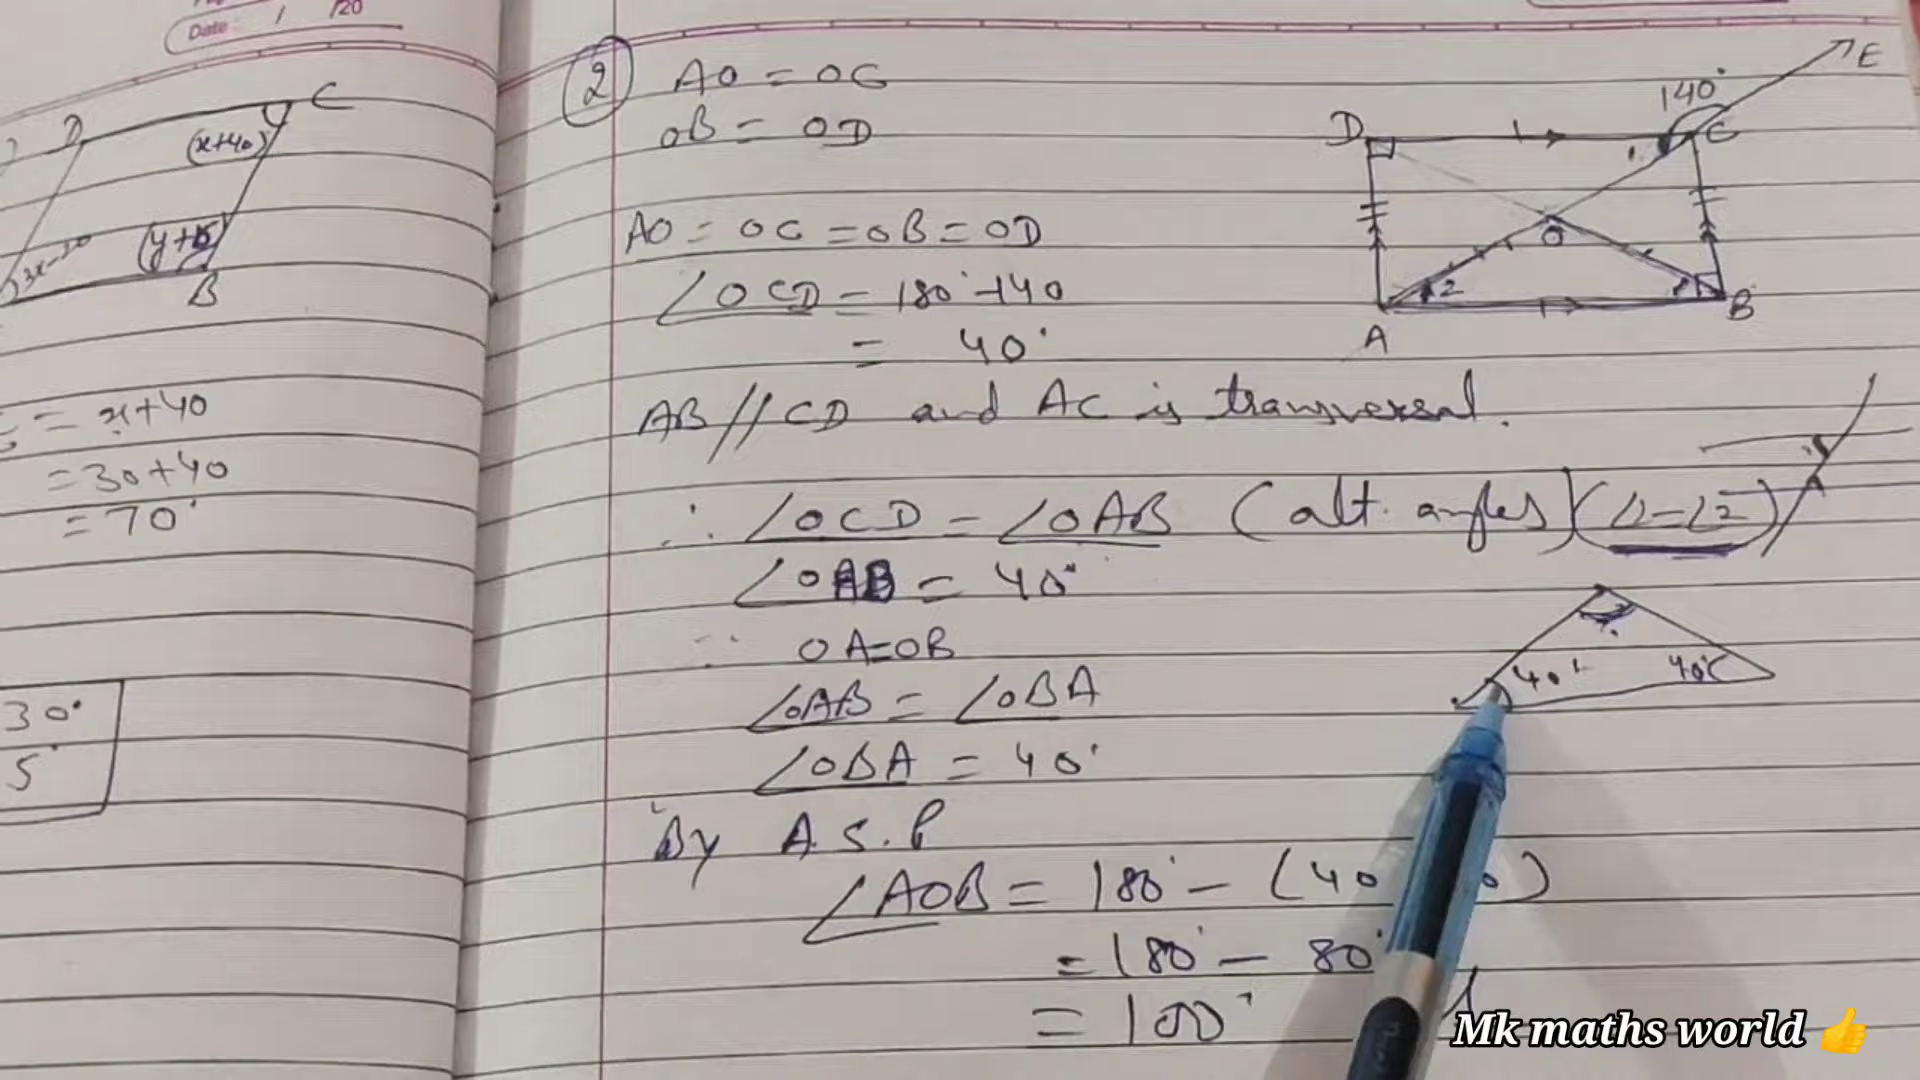 Date: / /20
D C
(x+40)
(y+15)
3x-20
B
= x+40
= 30+40
= 70°
30°
5°
(2) AO = OC
OB = OD
AO = OC = OB = OD
∠OCD = 180°-140
= 40°
AB // CD and AC is transversal.
∴ ∠OCD = ∠OAB (alt. angles) (∠1=∠2)
∠OAB = 40°
∵ OA=OB
∠OAB = ∠OBA
∠OBA = 40°
By A.S.P
∠AOB = 180° - (40
= 180° - 80°
= 100°
140°
E
D C
1
O
2
A B
40° 40°
Mk maths world 👍